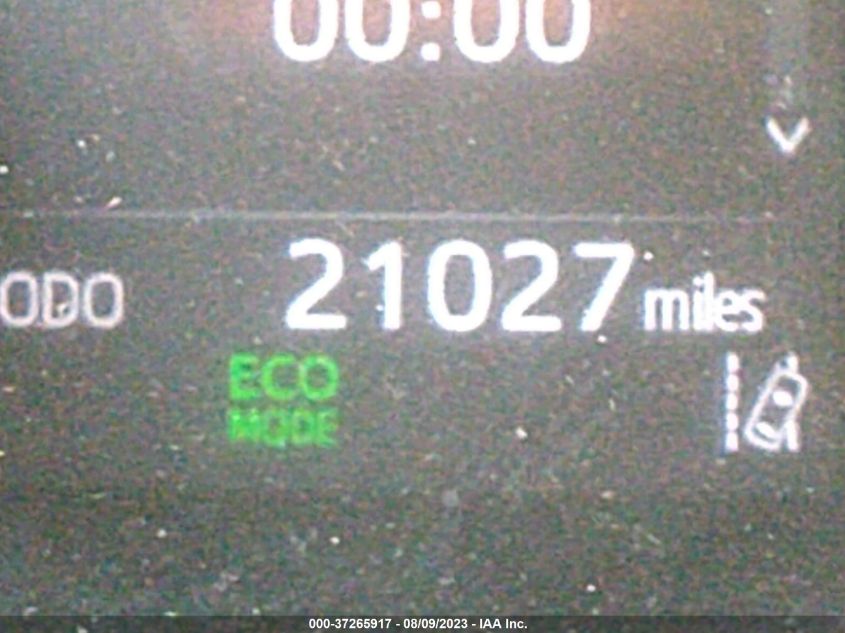 00:00
ODO 21027 miles
ECO
MODE
000-37265917 - 08/09/2023 - IAA Inc.